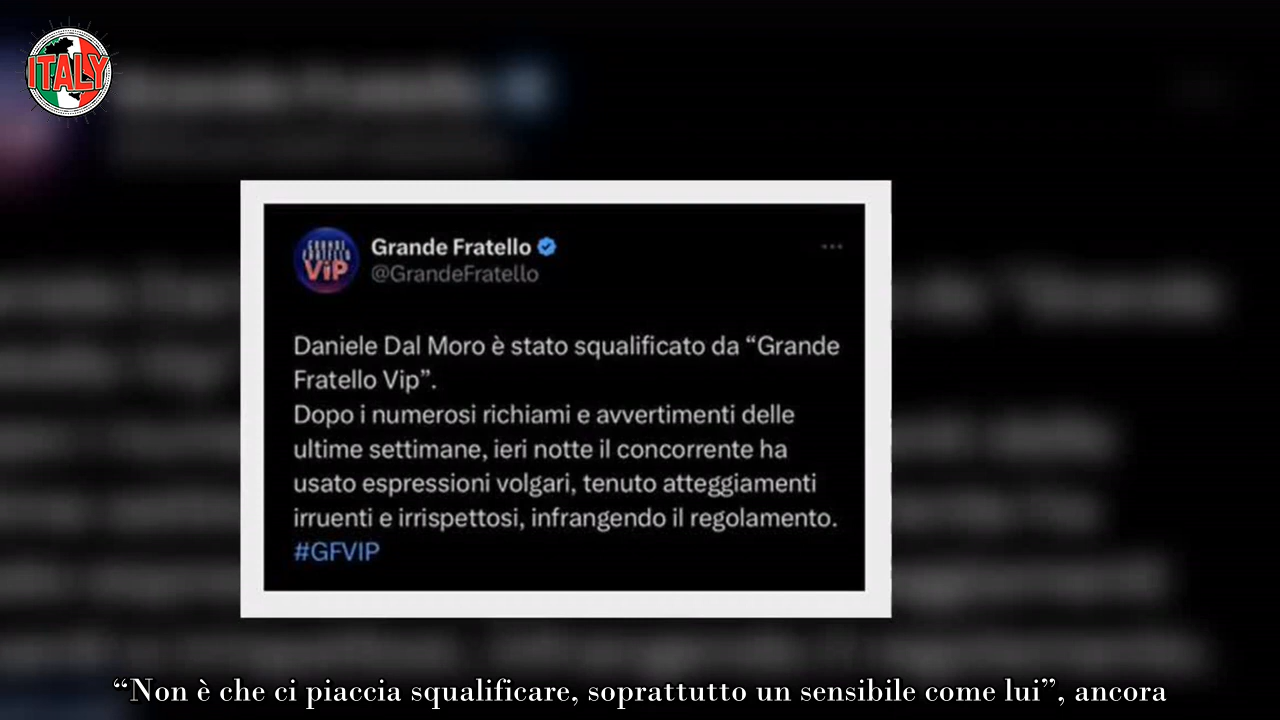 ITALY
Grande Fratello
@GrandeFratello
GRANDE
FRATELLO
ViP
Daniele Dal Moro è stato squalificato da “Grande
Fratello Vip”.
Dopo i numerosi richiami e avvertimenti delle
ultime settimane, ieri notte il concorrente ha
usato espressioni volgari, tenuto atteggiamenti
irruenti e irrispettosi, infrangendo il regolamento.
#GFVIP
“Non è che ci piaccia squalificare, soprattutto un sensibile come lui”, ancora